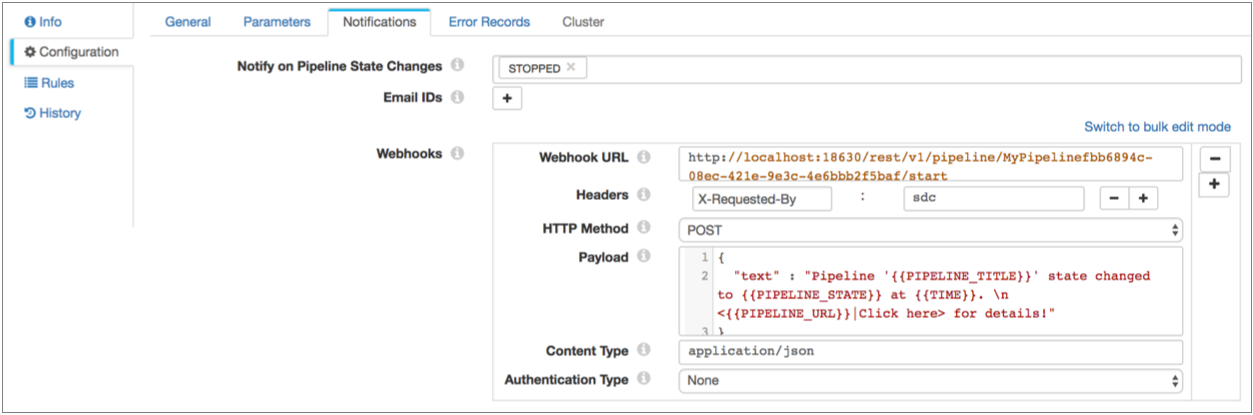 Info
Configuration
Rules
History
General Parameters Notifications Error Records Cluster
Notify on Pipeline State Changes STOPPED ×
Email IDs +
Switch to bulk edit mode
Webhooks
Webhook URL http://localhost:18630/rest/v1/pipeline/MyPipelinefbb6894c-
08ec-421e-9e3c-4e6bbb2f5baf/start
Headers X-Requested-By : sdc
HTTP Method POST
Payload 1 {
2 "text" : "Pipeline '{{PIPELINE_TITLE}}' state changed
to {{PIPELINE_STATE}} at {{TIME}}. \n
<{{PIPELINE_URL}}|Click here> for details!"
3 }
Content Type application/json
Authentication Type None